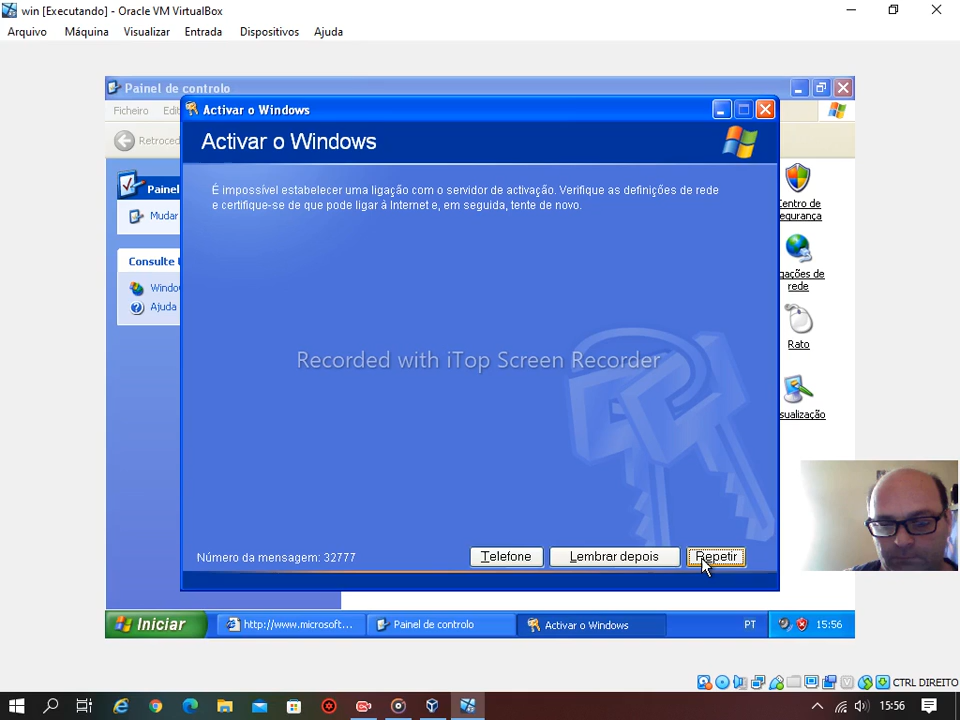 win [Executando] - Oracle VM VirtualBox
Arquivo Máquina Visualizar Entrada Dispositivos Ajuda
Painel de controlo
Ficheiro
Activar o Windows
Activar o Windows
É impossível estabelecer uma ligação com o servidor de activação. Verifique as definições de rede
e certifique-se de que pode ligar à Internet e, em seguida, tente de novo.
Painel
Mudar
Ajuda
Centro de
rede
Rato
Recorded with iTop Screen Recorder
Número da mensagem: 32777
Telefone Lembrar depois Repetir
Iniciar http://www.microsoft... Painel de controlo Activar o Windows PT 15:56
CTRL DIREITO
15:56